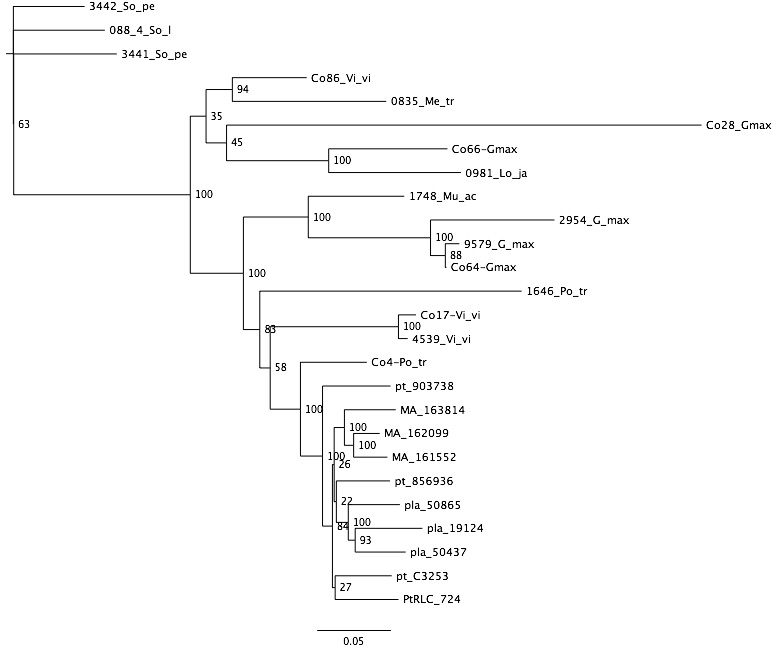 3442_So_pe
088_4_So_l
3441_So_pe
Co86_Vi_vi
94
0835_Me_tr
35
63
Co28_Gmax
45
Co66-Gmax
100
0981_Lo_ja
100
1748_Mu_ac
100
2954_G_max
100
9579_G_max
88
Co64-Gmax
100
1646_Po_tr
Co17-Vi_vi
100
83
4539_Vi_vi
Co4-Po_tr
58
pt_903738
100
MA_163814
100
MA_162099
100
MA_161552
100
26
pt_856936
22
pla_50865
100
84
pla_19124
93
pla_50437
pt_C3253
27
PtRLC_724
0.05